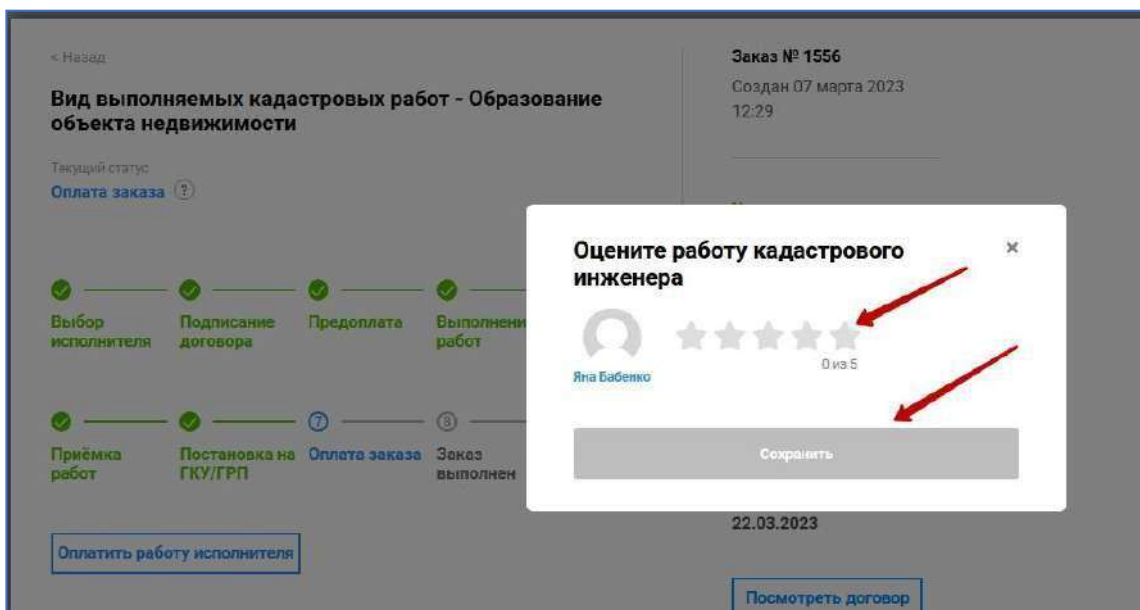 < Назад
Вид выполняемых кадастровых работ - Образование
объекта недвижимости
Текущий статус
Оплата заказа ?
Выбор
исполнителя
Подписание
договора
Предоплата
Выполнени
работ
Приёмка
работ
Постановка на
ГКУ/ГРП
7
Оплата заказа
8
Заказ
выполнен
Оплатить работу исполнителя
Заказ № 1556
Создан 07 марта 2023
12:29
Оцените работу кадастрового
инженера
×
Яна Бабенко
0 из 5
Сохранить
22.03.2023
Посмотреть договор